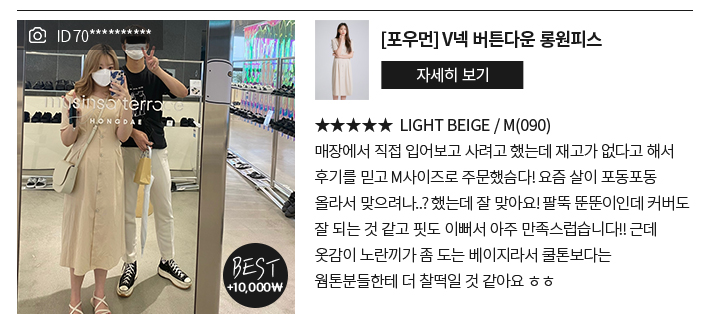 ID70**********
musinsa terrace
HONGDAE
BEST
+10,000₩
[포우먼] V넥 버튼다운 롱원피스
자세히 보기
★★★★★ LIGHT BEIGE / M(090)
매장에서 직접 입어보고 사려고 했는데 재고가 없다고 해서
후기를 믿고 M사이즈로 주문했슴다! 요즘 살이 포동포동
올라서 맞으려나..? 했는데 잘 맞아요! 팔뚝 뚠뚠이인데 커버도
잘 되는 것 같고 핏도 이뻐서 아주 만족스럽습니다!! 근데
옷감이 노란끼가 좀 도는 베이지라서 쿨톤보다는
웜톤분들한테 더 찰떡일 것 같아요 ㅎㅎ